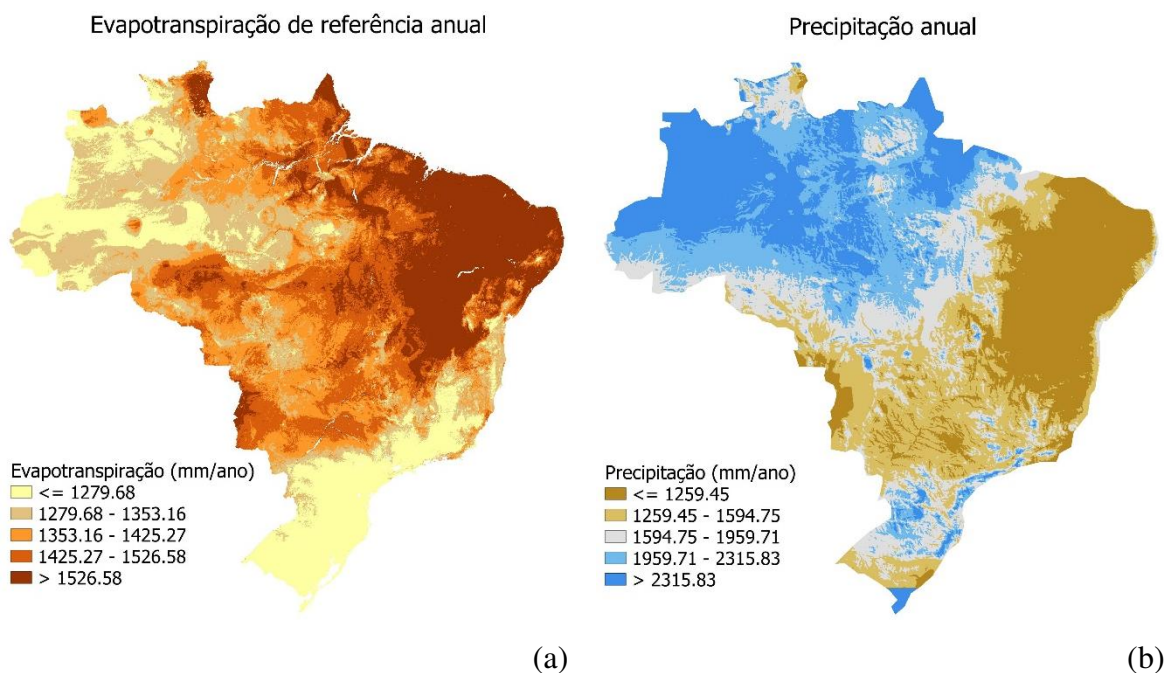 Evapotranspiração de referência anual
Evapotranspiração (mm/ano)
<= 1279.68
1279.68 - 1353.16
1353.16 - 1425.27
1425.27 - 1526.58
> 1526.58
(a)
Precipitação anual
Precipitação (mm/ano)
<= 1259.45
1259.45 - 1594.75
1594.75 - 1959.71
1959.71 - 2315.83
> 2315.83
(b)